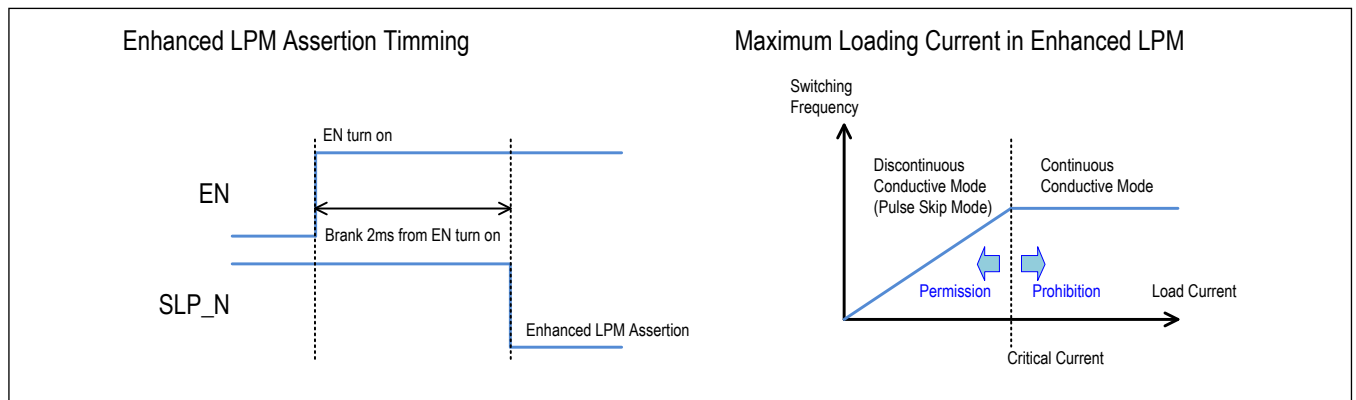 Enhanced LPM Assertion Timming
EN turn on
EN
Brank 2ms from EN turn on
SLP_N
Enhanced LPM Assertion
Maximum Loading Current in Enhanced LPM
Switching
Frequency
Discontinuous
Conductive Mode
(Pulse Skip Mode)
Continuous
Conductive Mode
Permission
Prohibition
Load Current
Critical Current